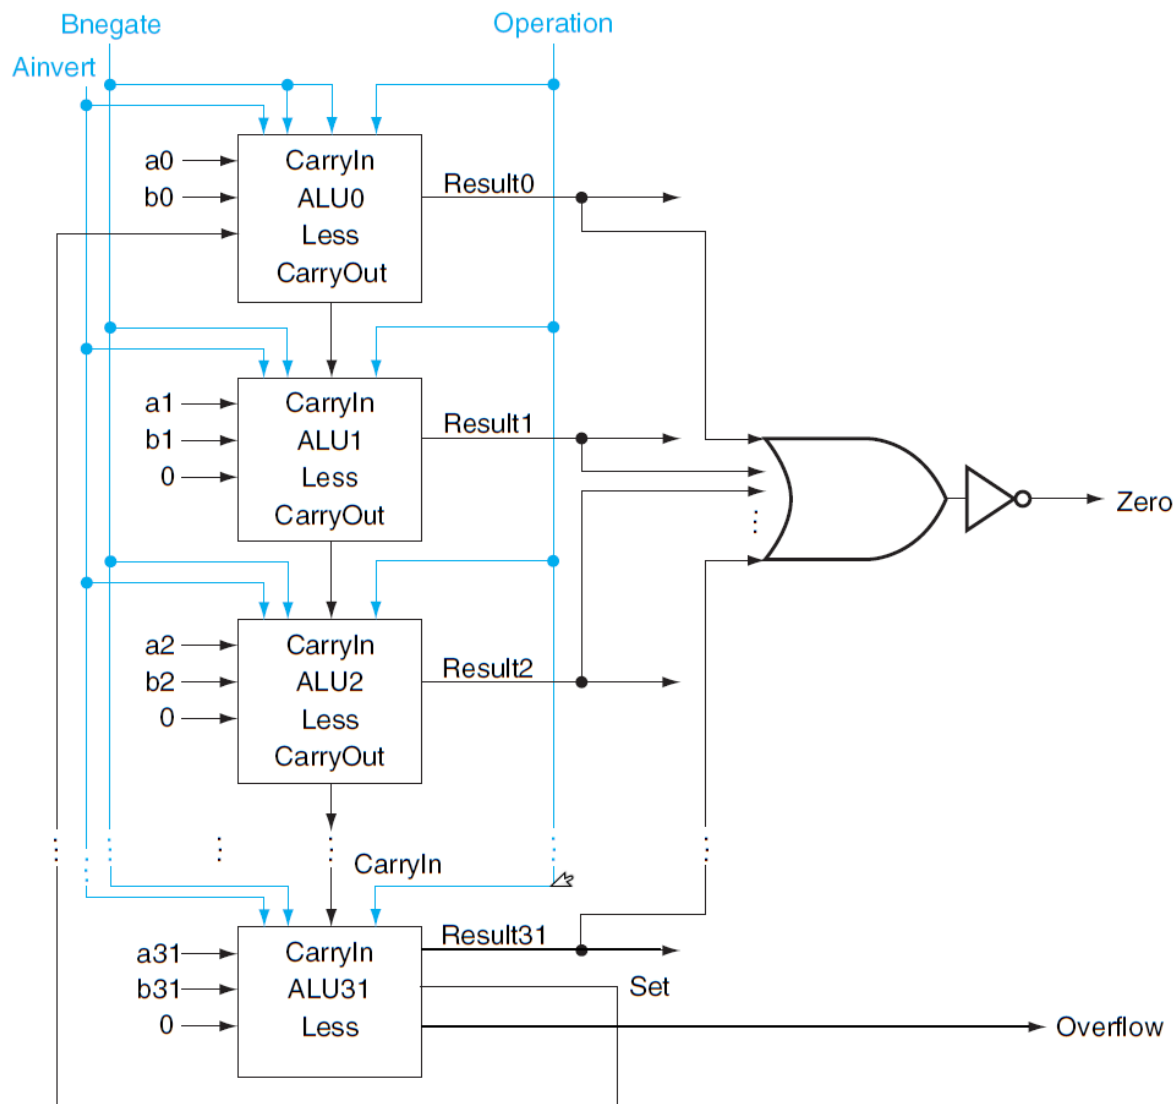 Bnegate
Operation
Ainvert
a0
CarryIn
Result0
b0
ALU0
Less
CarryOut
a1
CarryIn
Result1
b1
ALU1
0
Less
CarryOut
Zero
a2
CarryIn
Result2
b2
ALU2
0
Less
CarryOut
CarryIn
a31
CarryIn
Result31
b31
ALU31
Set
0
Less
Overflow